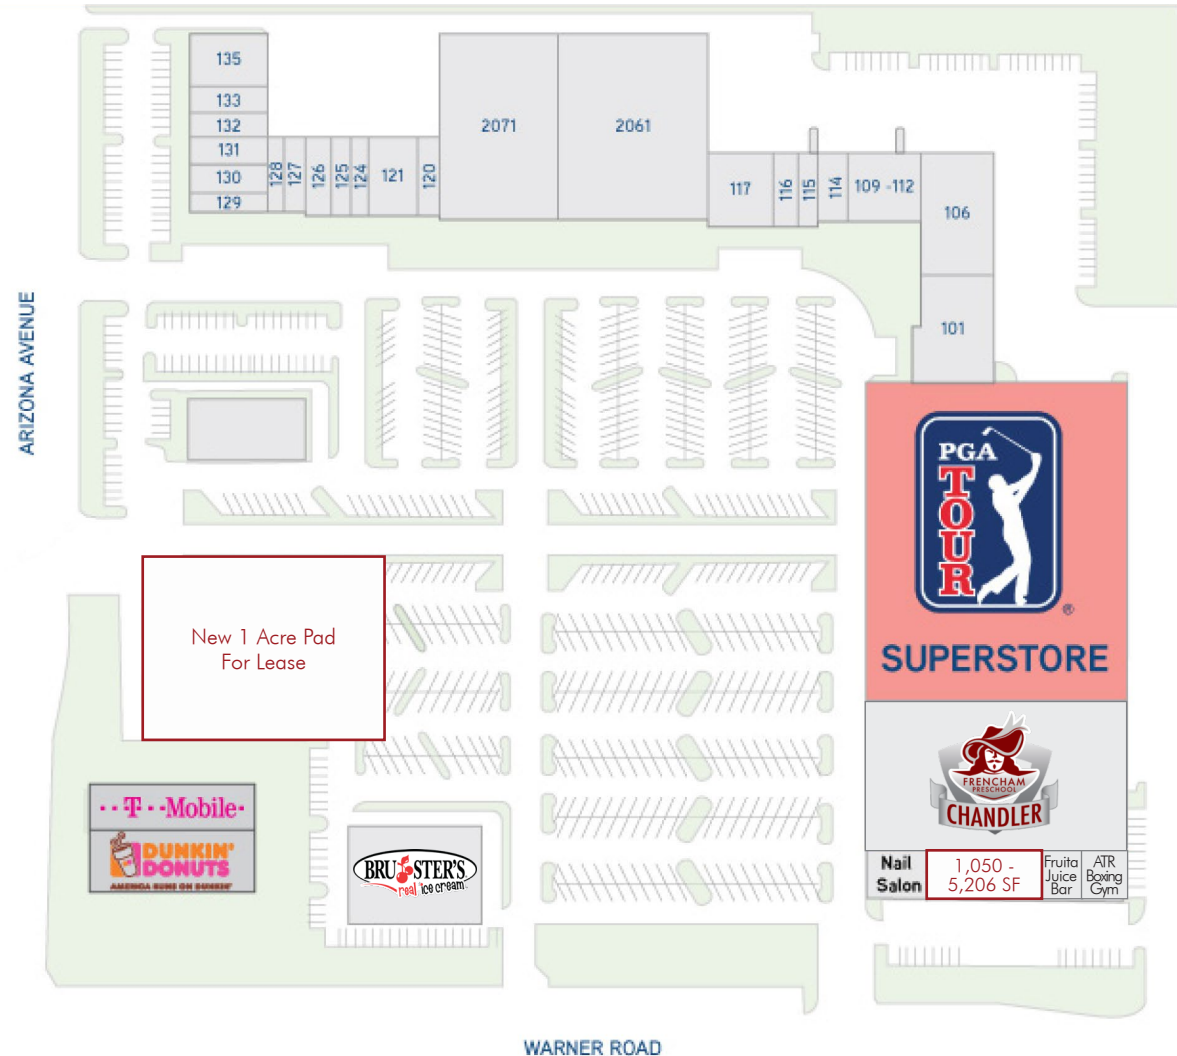 135
133
132
131
130
129
128
127
126
125
124
121
120
2071
2061
117
116
115
114
109 -112
106
101
ARIZONA AVENUE
PGA
TOUR
®
SUPERSTORE
New 1 Acre Pad
For Lease
FRENCHAM
PRESCHOOL
CHANDLER
··T··Mobile·
DUNKIN'
DONUTS
AMERICA RUNS ON DUNKIN'
BRUSTER'S
real ice cream
Nail
Salon
1,050 -
5,206 SF
Fruita
Juice
Bar
ATR
Boxing
Gym
WARNER ROAD